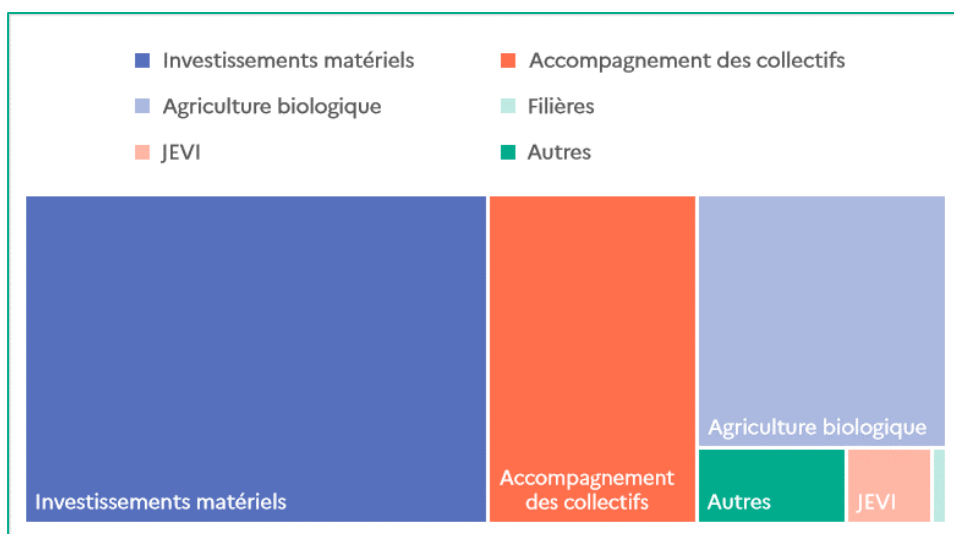 Investissements matériels
Accompagnement des collectifs
Agriculture biologique
Filières
JEVI
Autres
Investissements matériels
Accompagnement
des collectifs
Agriculture biologique
Autres
JEVI